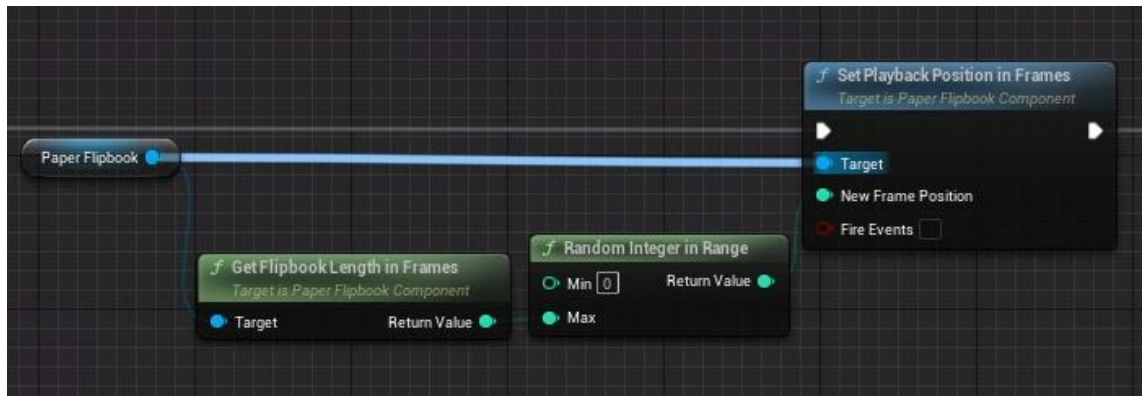 f Set Playback Position in Frames
Target is Paper Flipbook Component
Paper Flipbook
Target
New Frame Position
Fire Events
f Get Flipbook Length in Frames
Target is Paper Flipbook Component
Target Return Value
f Random Integer in Range
Min 0 Return Value
Max